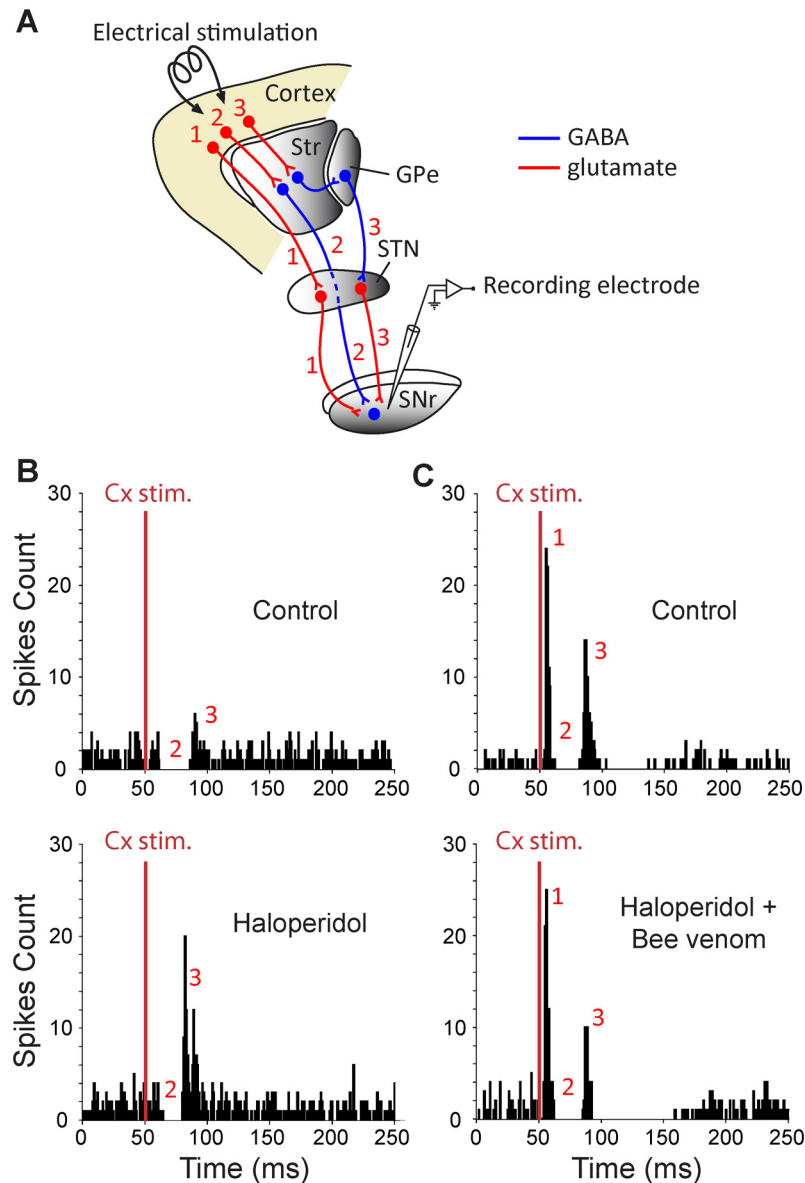 A
Electrical stimulation
Cortex
1
2
3
Str
GPe
GABA
glutamate
1
2
3
STN
Recording electrode
1
2
3
SNr
B
Cx stim.
30
20
10
0
Spikes Count
Control
2
3
0 50 100 150 200 250
C
Cx stim.
30
20
10
0
1
2
3
Control
0 50 100 150 200 250
Cx stim.
30
20
10
0
Spikes Count
Haloperidol
2
3
0 50 100 150 200 250
Time (ms)
Cx stim.
30
20
10
0
1
2
3
Haloperidol +
Bee venom
0 50 100 150 200 250
Time (ms)